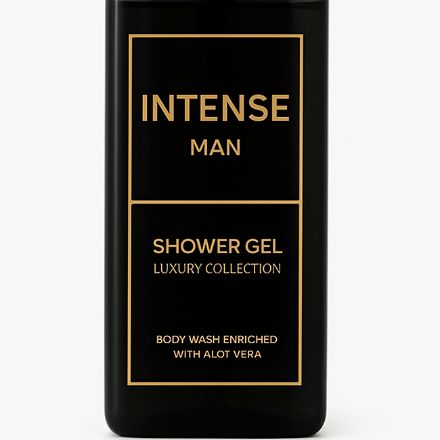 INTENSE
MAN
SHOWER GEL
LUXURY COLLECTION
BODY WASH ENRICHED
WITH ALOT VERA